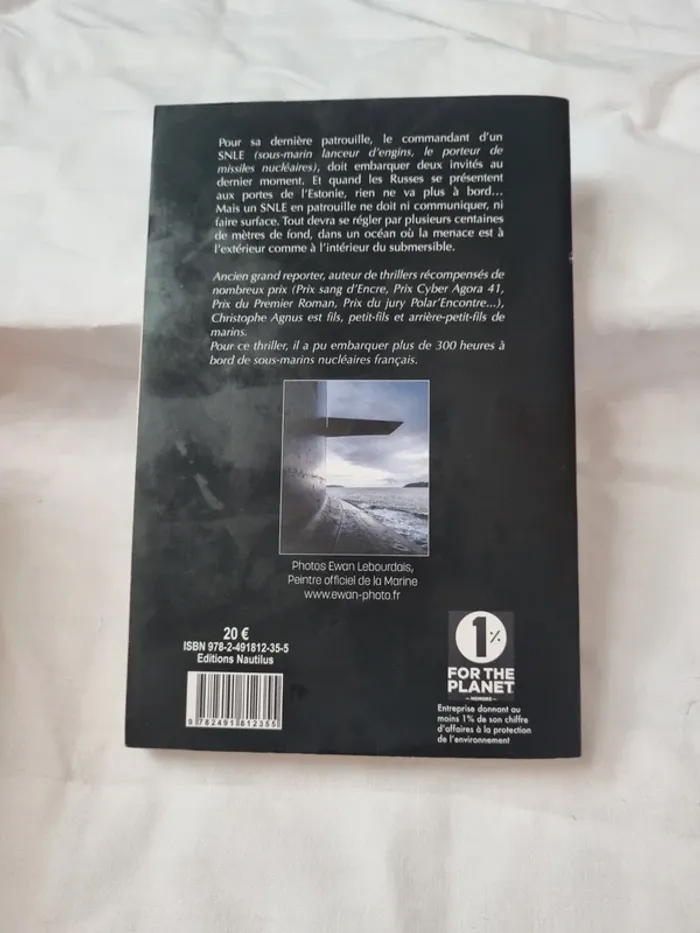 Pour sa dernière patrouille, le commandant d'un
SNLE (sous-marin lanceur d'engins, le porteur de
missiles nucléaires), doit embarquer deux invités au
dernier moment. Et quand les Russes se présentent
aux portes de l'Estonie, rien ne va plus à bord...
Mais un SNLE en patrouille ne doit ni communiquer, ni
faire surface. Tout devra se régler par plusieurs centaines
de mètres de fond, dans un océan où la menace est à
l'extérieur comme à l'intérieur du submersible.
Ancien grand reporter, auteur de thrillers récompensés de
nombreux prix (Prix sang d'Encre, Prix Cyber Agora 41,
Prix du Premier Roman, Prix du jury Polar'Encontre...),
Christophe Agnus est fils, petit-fils et arrière-petit-fils de
marins.
Pour ce thriller, il a pu embarquer plus de 300 heures à
bord de sous-marins nucléaires français.
Photos Ewan Lebourdais,
Peintre officiel de la Marine
www.ewan-photo.fr
20 €
ISBN 978-2-491812-35-5
Editions Nautilus
9 782491 812355
1%
FOR THE
PLANET
MEMBRE
Entreprise donnant au
moins 1% de son chiffre
d'affaires à la protection
de l'environnement